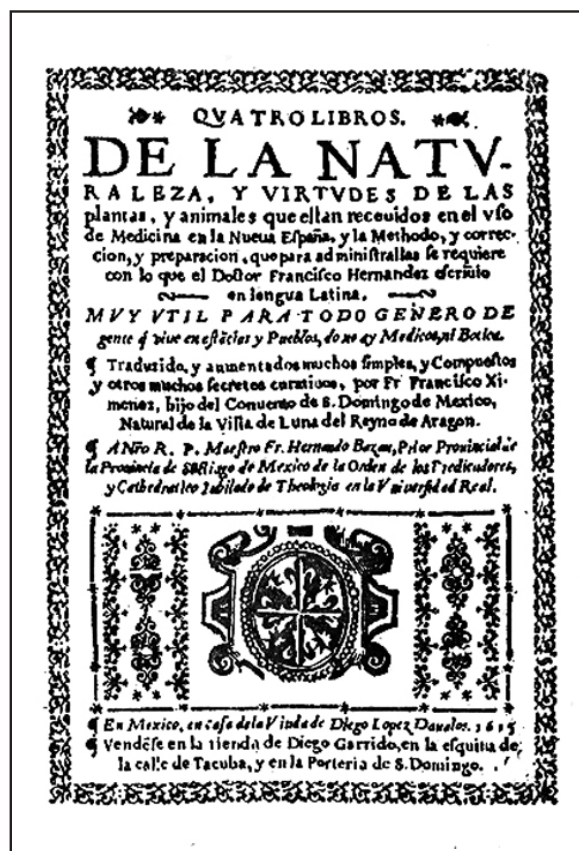 QVATRO LIBROS.
DE LA NATV-
RALEZA, Y VIRTVDES DE LAS
plantas, y animales que estan receuidos en el vso
de Medicina en la Nueua España, y la Methodo, y correc-
cion, y preparacion, que para administrallas se requiere
con lo que el Doctor Francisco Hernandez escriuio
en lengua Latina.
MVY VTIL PARA TODO GENERO DE
gente q̃ viue en estãcias y Pueblos, do no ay Medicos, ni Botica.
¶ Traduzido, y aumentados muchos simples, y Compuestos
y otros muchos secretos curatiuos, por Fr. Francisco Xi-
menez, hijo del Conuento de S. Domingo de Mexico,
Natural de la Villa de Luna del Reyno de Aragon.
¶ A Nro R. P. Maestro Fr. Hernando Bazan, Prior Prouincial de
la Prouincia de Sãctiago de Mexico de la Orden de los Predicadores,
y Cathedratico Iubilado de Theologia en la Vniuersidad Real.
¶ En Mexico, en casa de la Viuda de Diego Lopez Daualos. 1615
¶ Vendēse en la tienda de Diego Garrido, en la esquina de
la calle de Tacuba, y en la Porteria de S. Domingo.